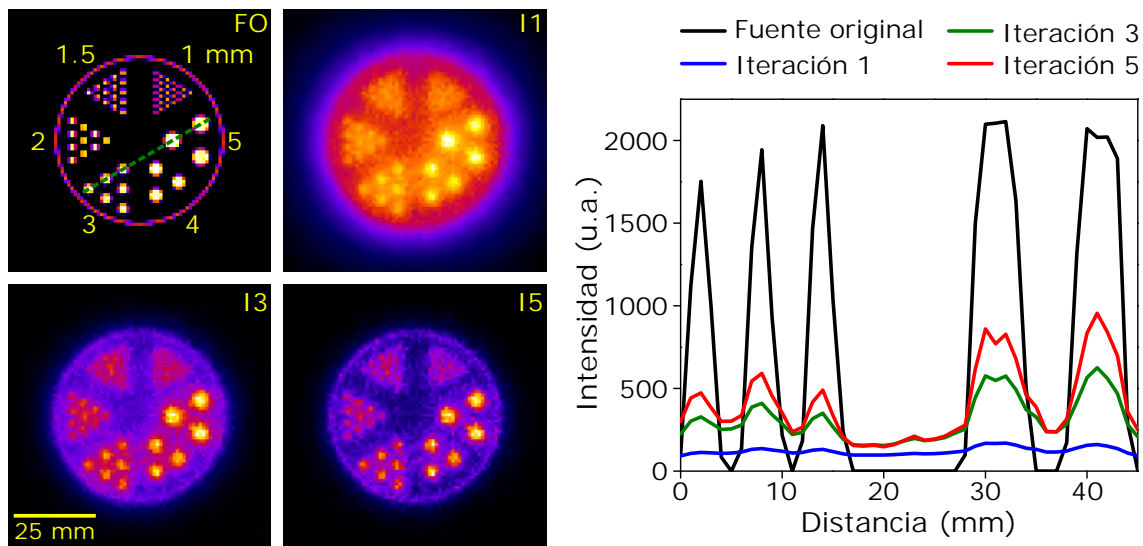 FO
1.5
1 mm
2
5
3
4
I1
I3
25 mm
I5
Fuente original
Iteración 3
Iteración 1
Iteración 5
Intensidad (u.a.)
2000
1500
1000
500
0
0 10 20 30 40
Distancia (mm)